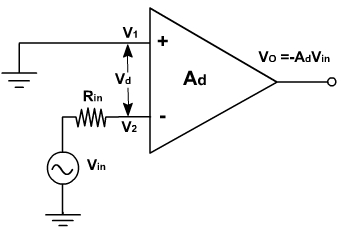 V1
+
Vd
Ad
VO =-AdVin
Rin
V2
-
Vin